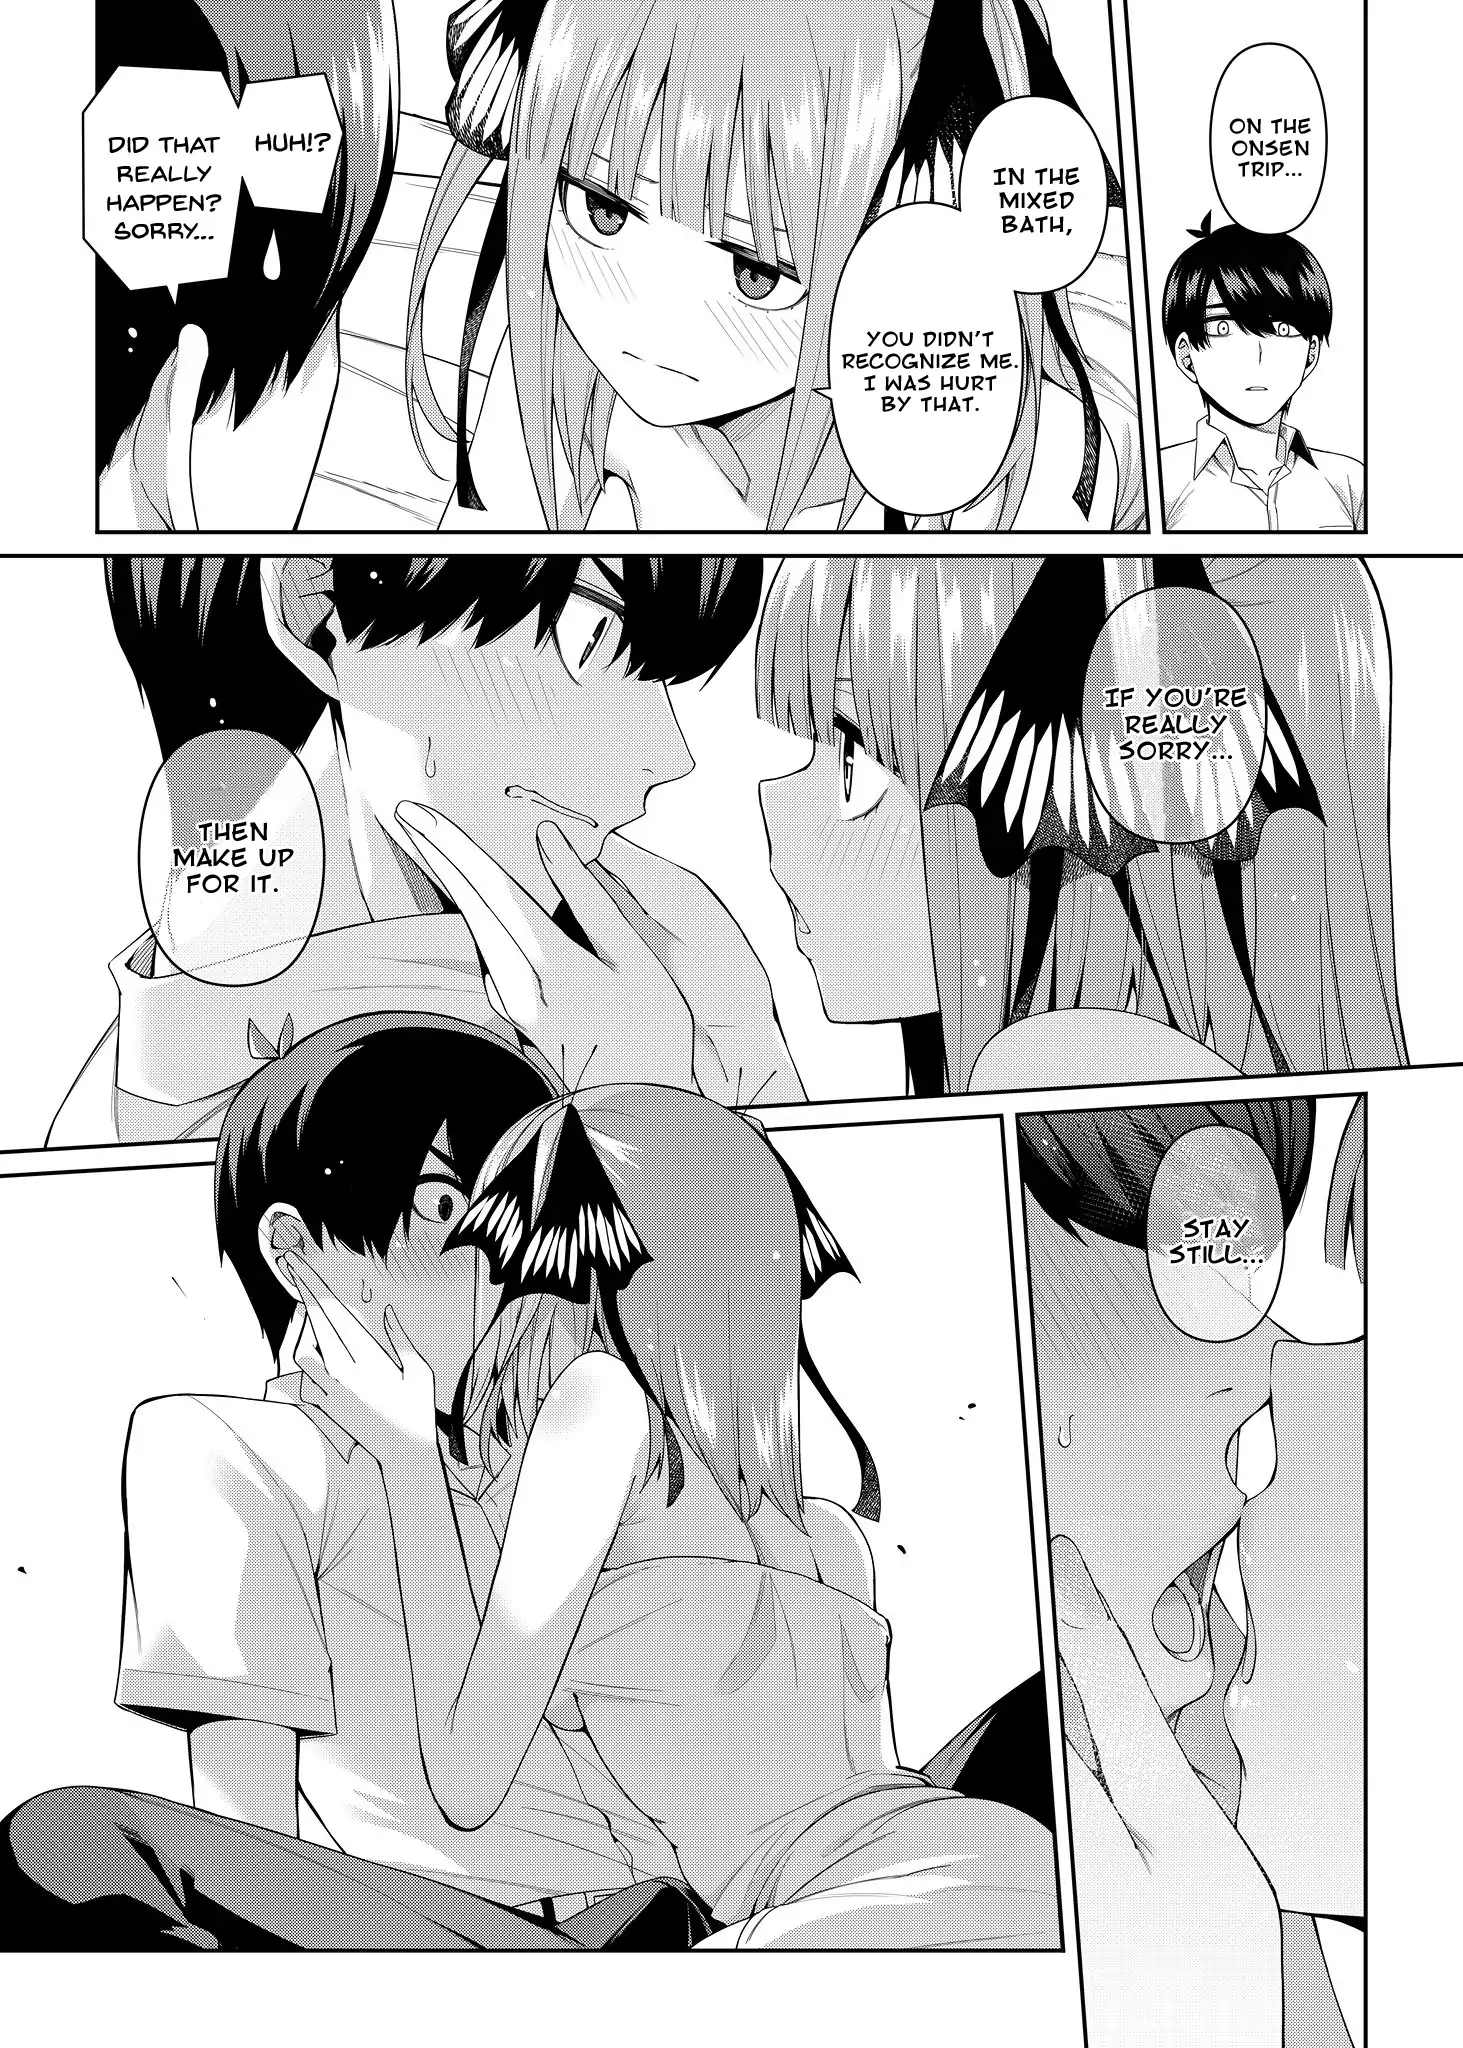 ON THE
ONSEN
TRIP...
IN THE
MIXED
BATH,
YOU DIDN'T
RECOGNIZE ME.
I WAS HURT
BY THAT.
HUH!?
DID THAT
REALLY
HAPPEN?
SORRY...
IF YOU'RE
REALLY
SORRY...
THEN
MAKE UP
FOR IT.
STAY
STILL...